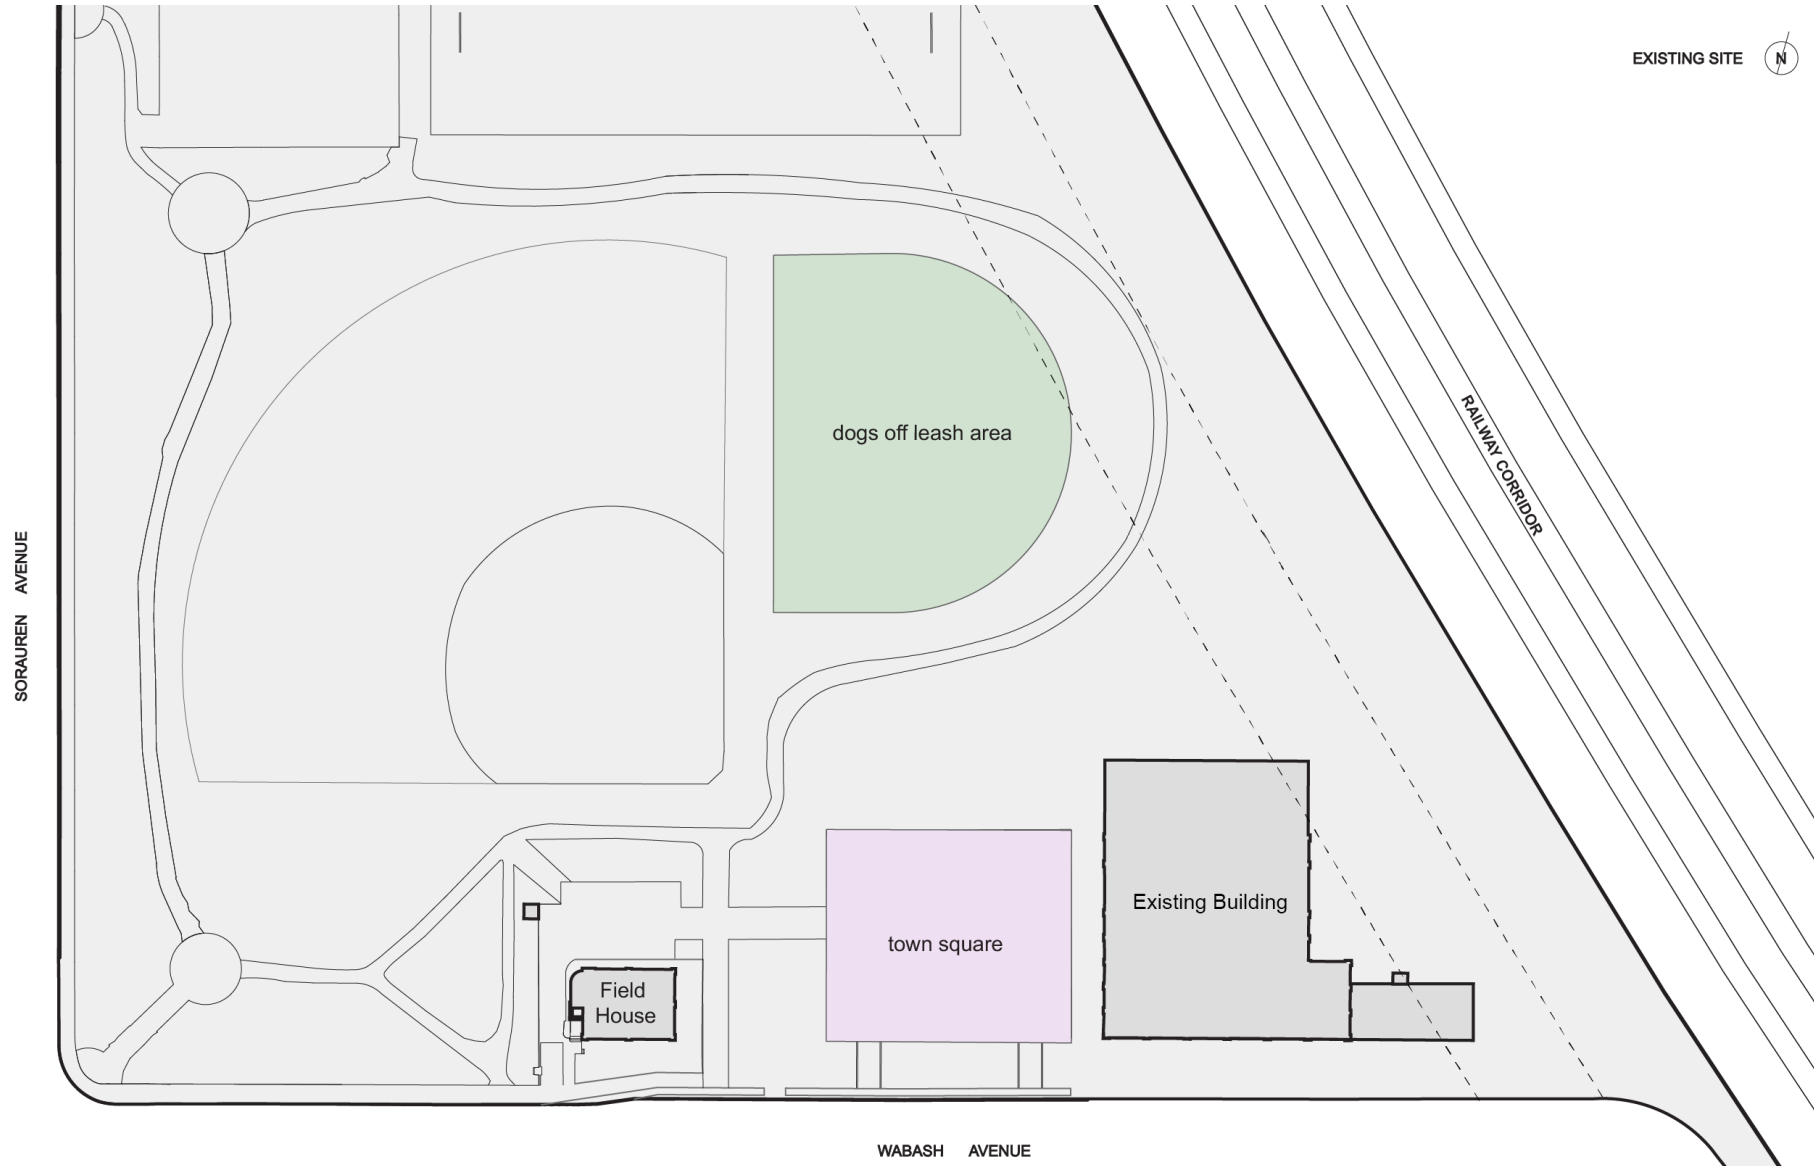 EXISTING SITE
N
RAILWAY CORRIDOR
dogs off leash area
SORAUREN AVENUE
Existing Building
town square
Field
House
WABASH AVENUE